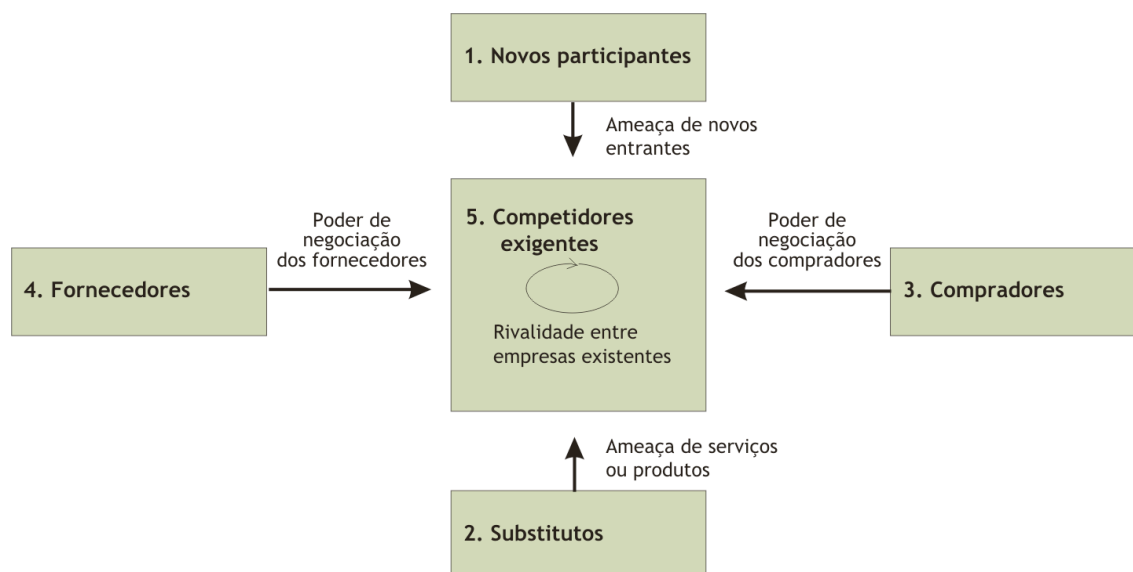 1. Novos participantes
Ameaça de novos
entrantes
5. Competidores
exigentes
Rivalidade entre
empresas existentes
Poder de
negociação
dos fornecedores
4. Fornecedores
Poder de
negociação
dos compradores
3. Compradores
Ameaça de serviços
ou produtos
2. Substitutos